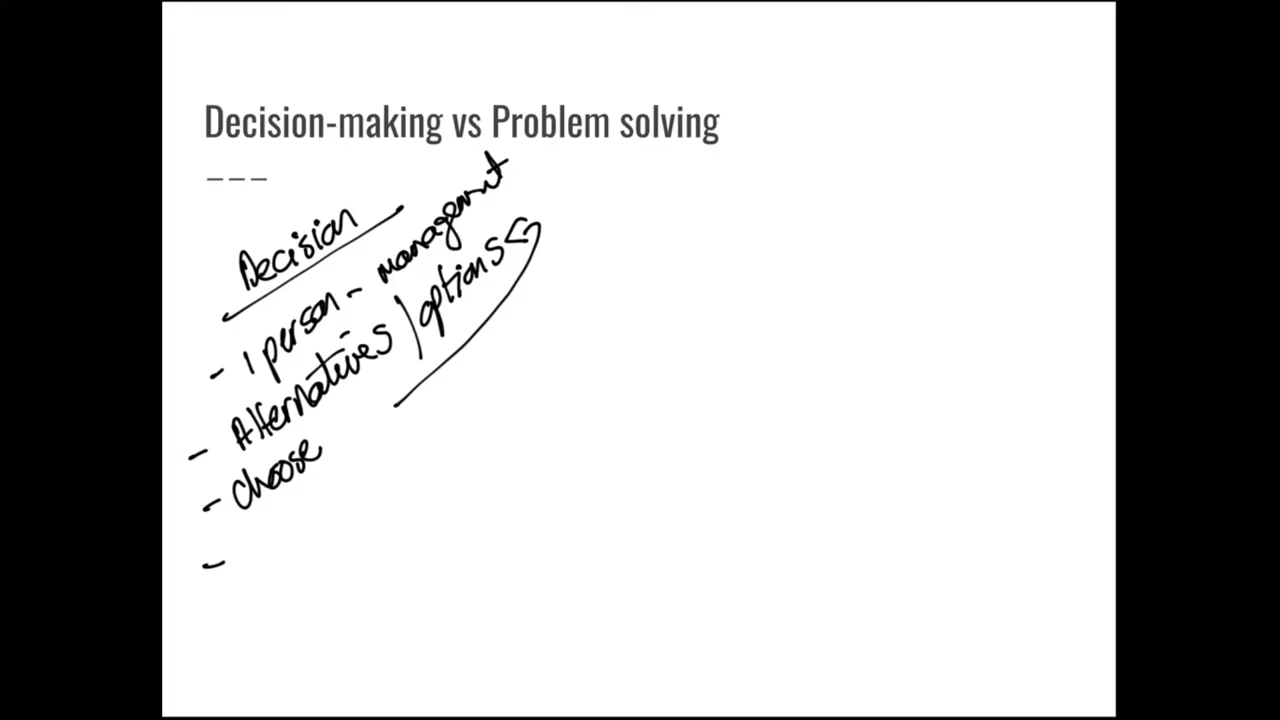 Decision-making vs Problem solving
---
Decision
- 1 person - management
- Alternatives / options
- choose
-